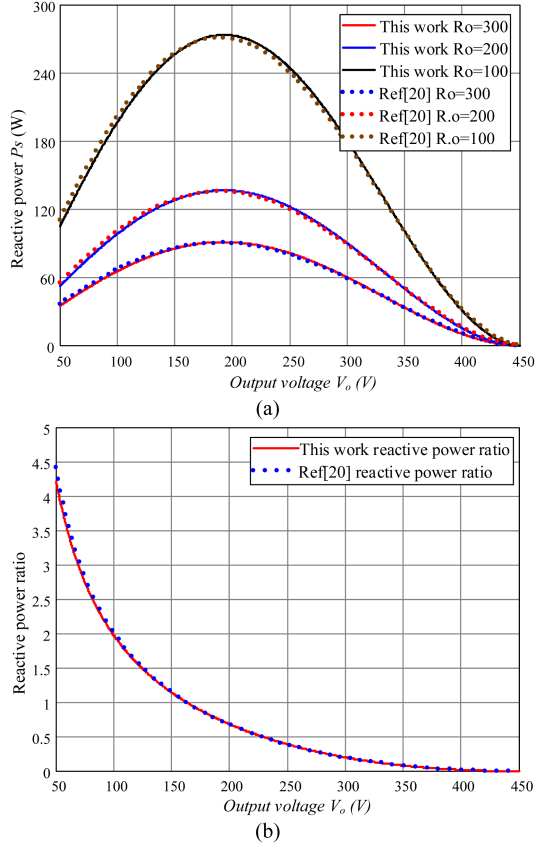 300
240
180
120
60
0
Reactive power Ps (W)
This work Ro=300
This work Ro=200
This work Ro=100
Ref[20] Ro=300
Ref[20] R.o=200
Ref[20] R.o=100
50 100 150 200 250 300 350 400 450
Output voltage Vo (V)
(a)
5
4.5
4
3.5
3
2.5
2
1.5
1
0.5
0
Reactive power ratio
This work reactive power ratio
Ref[20] reactive power ratio
50 100 150 200 250 300 350 400 450
Output voltage Vo (V)
(b)